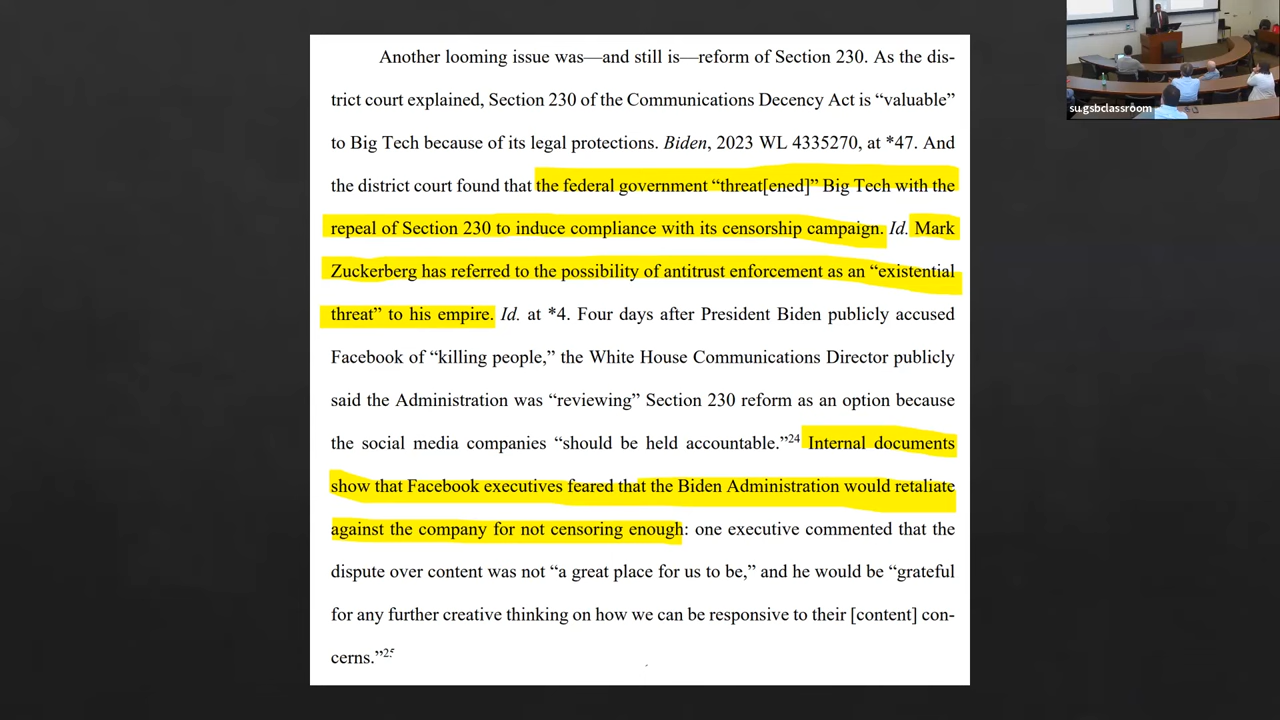 Another looming issue was—and still is—reform of Section 230. As the dis-
trict court explained, Section 230 of the Communications Decency Act is “valuable”
to Big Tech because of its legal protections. Biden, 2023 WL 4335270, at *47. And
the district court found that the federal government “threat[ened]” Big Tech with the
repeal of Section 230 to induce compliance with its censorship campaign. Id. Mark
Zuckerberg has referred to the possibility of antitrust enforcement as an “existential
threat” to his empire. Id. at *4. Four days after President Biden publicly accused
Facebook of “killing people,” the White House Communications Director publicly
said the Administration was “reviewing” Section 230 reform as an option because
the social media companies “should be held accountable.”24 Internal documents
show that Facebook executives feared that the Biden Administration would retaliate
against the company for not censoring enough: one executive commented that the
dispute over content was not “a great place for us to be,” and he would be “grateful
for any further creative thinking on how we can be responsive to their [content] con-
cerns.”25
su.gsbclassroom